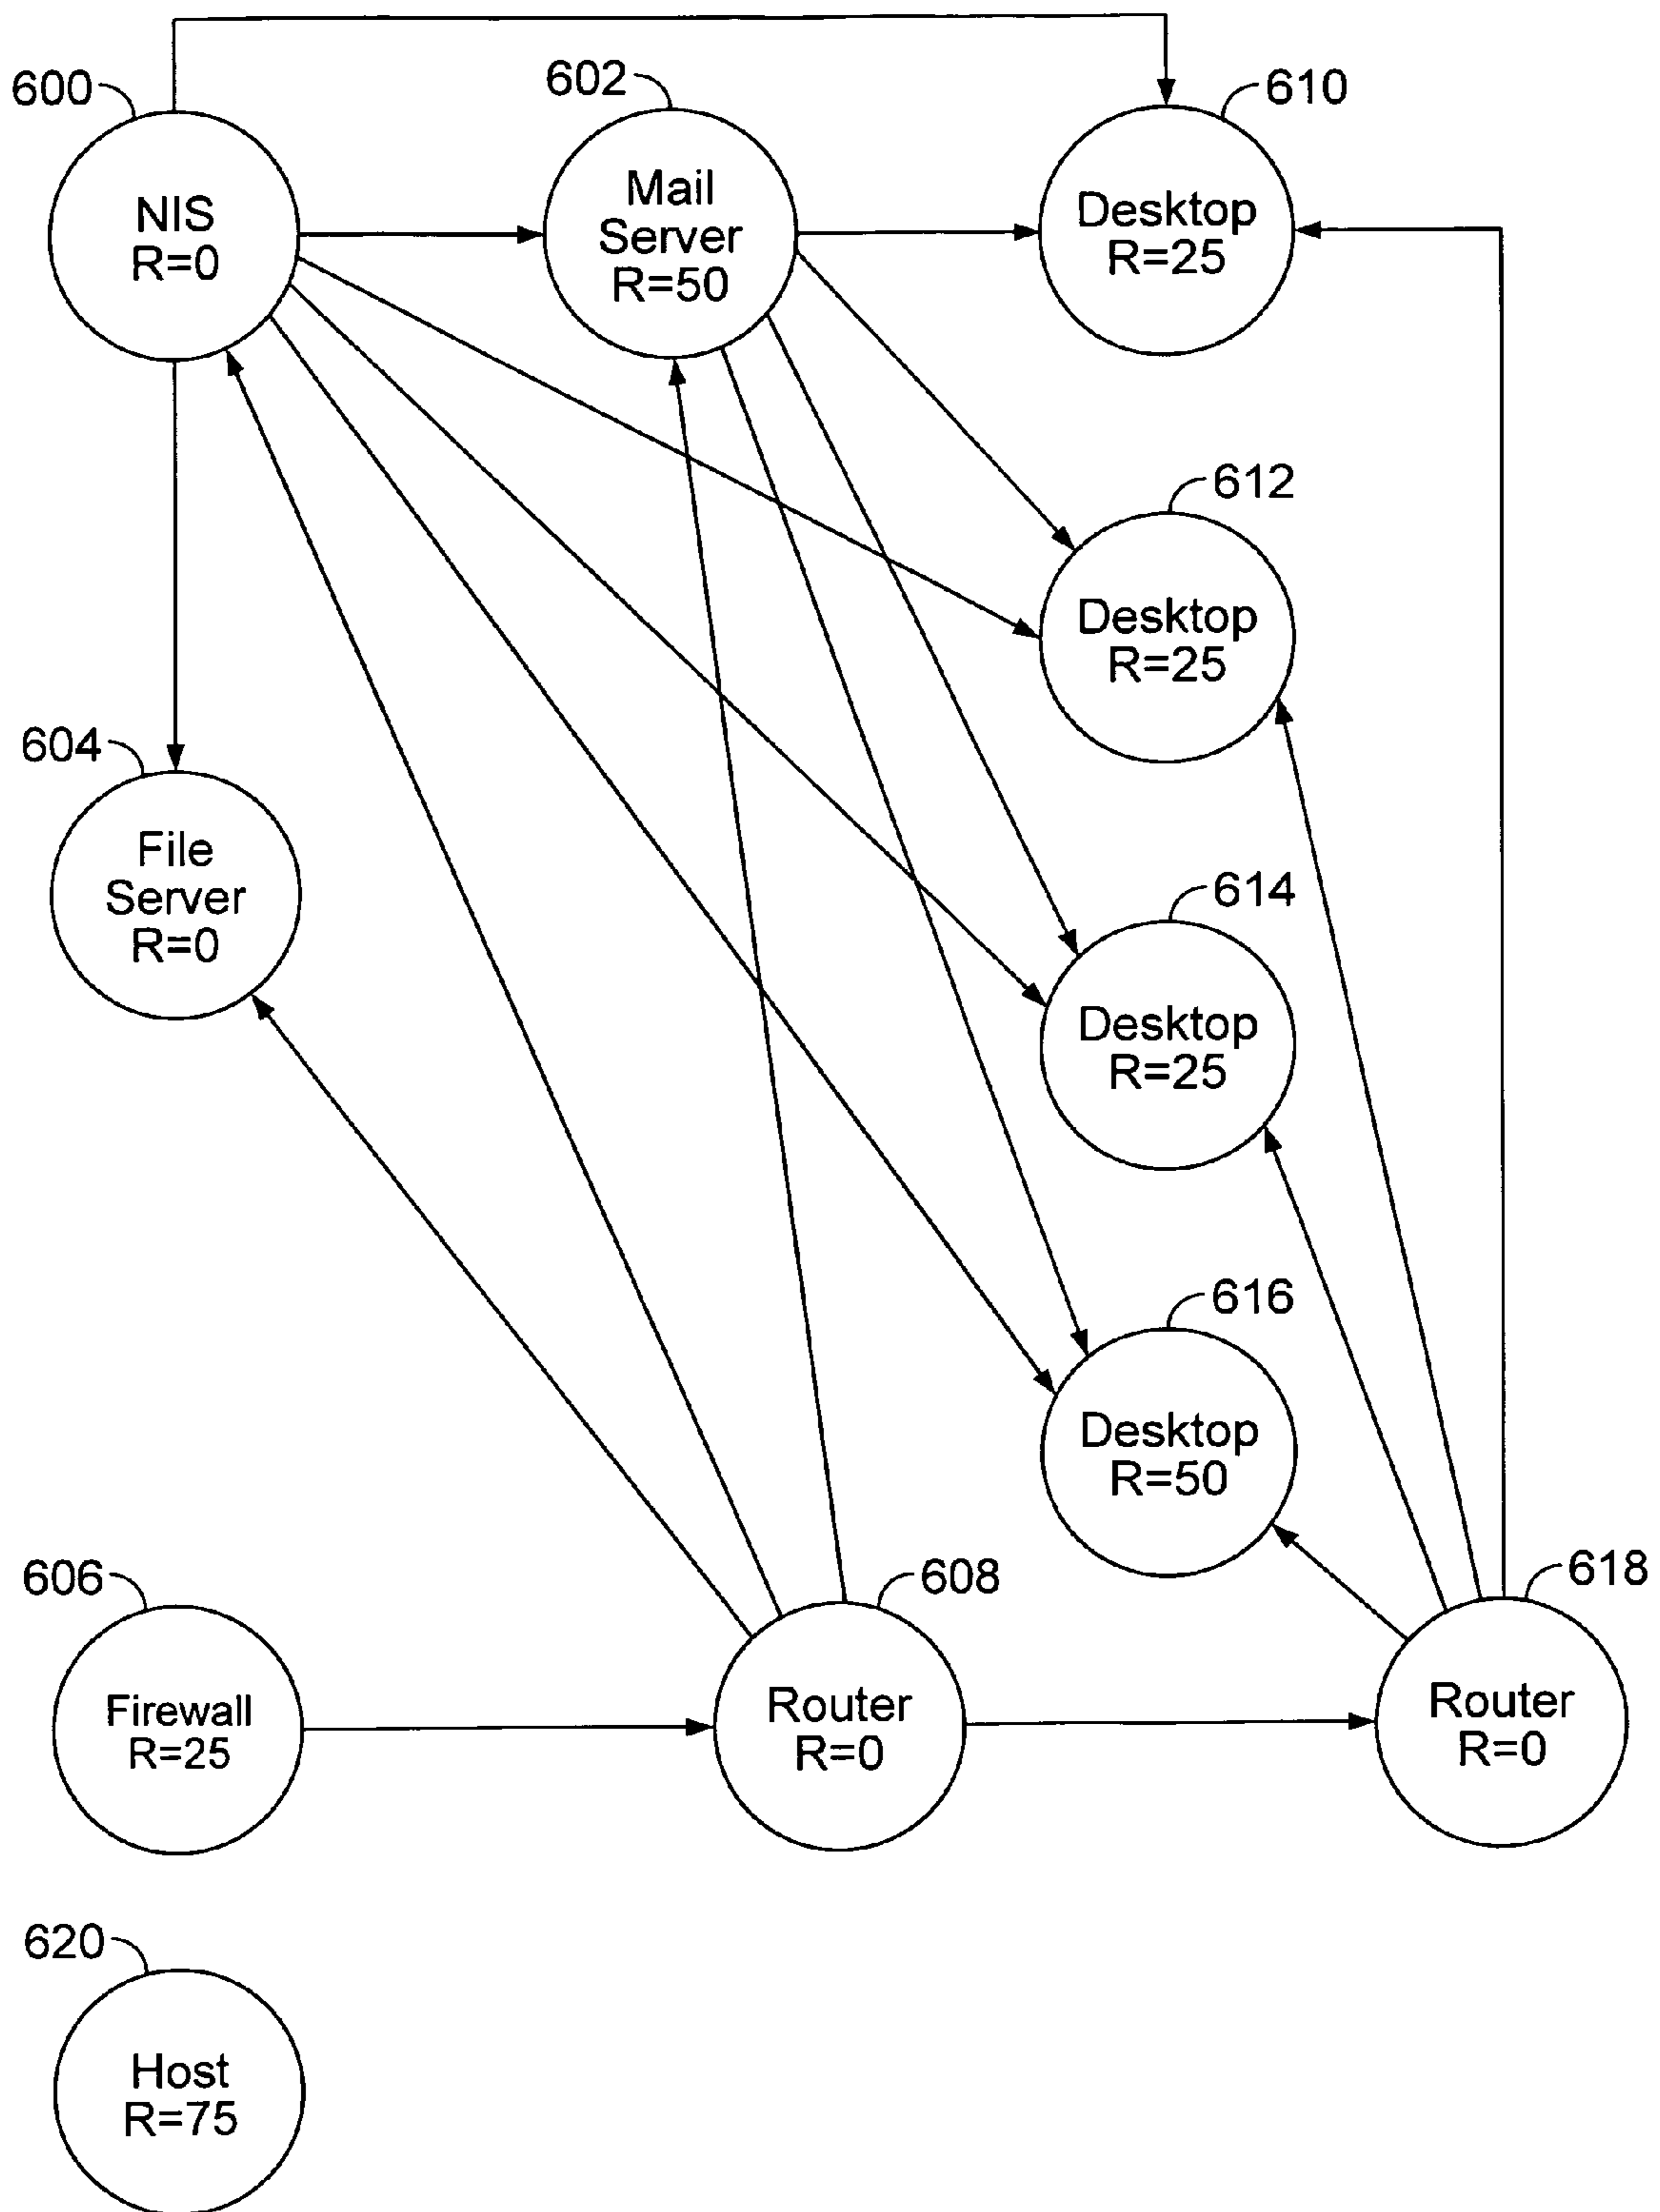 600
602
610
NIS
R=0
Mail
Server
R=50
Desktop
R=25
612
Desktop
R=25
604
File
Server
R=0
614
Desktop
R=25
616
Desktop
R=50
606
608
618
Firewall
R=25
Router
R=0
Router
R=0
620
Host
R=75